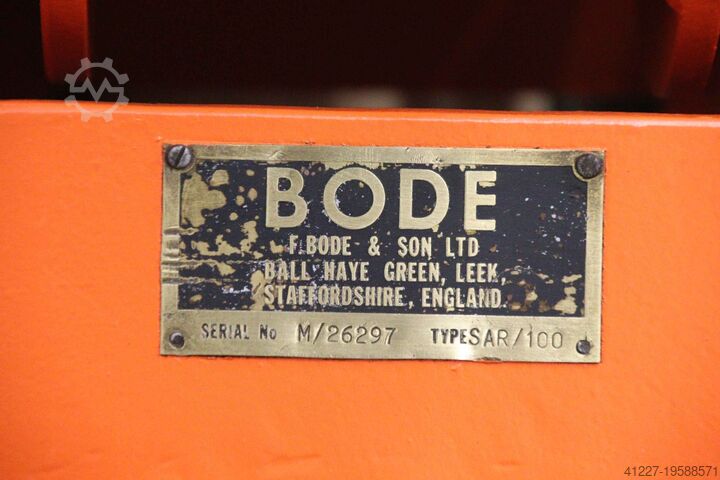 BODE
F. BODE & SON LTD
BALL HAYE GREEN, LEEK,
STAFFORDSHIRE, ENGLAND
SERIAL No M/26297 TYPE SAR/100
41227-19588571